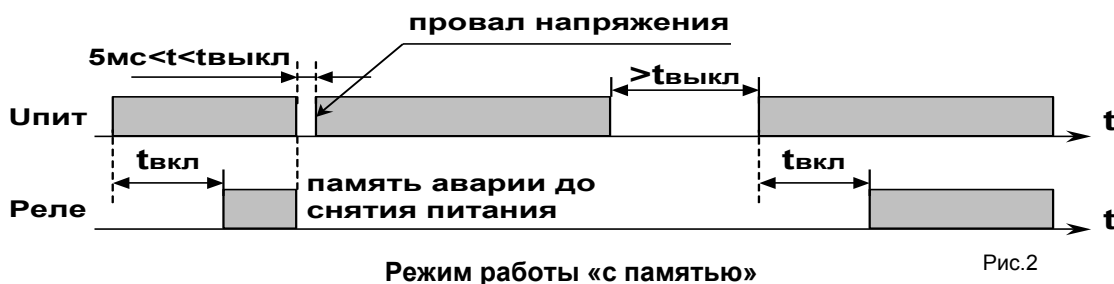 провал напряжения
5мс<t<tвыкл
>tвыкл
Uпит
t
tвкл
tвкл
память аварии до
снятия питания
Реле
t
Режим работы «с памятью»
Рис.2